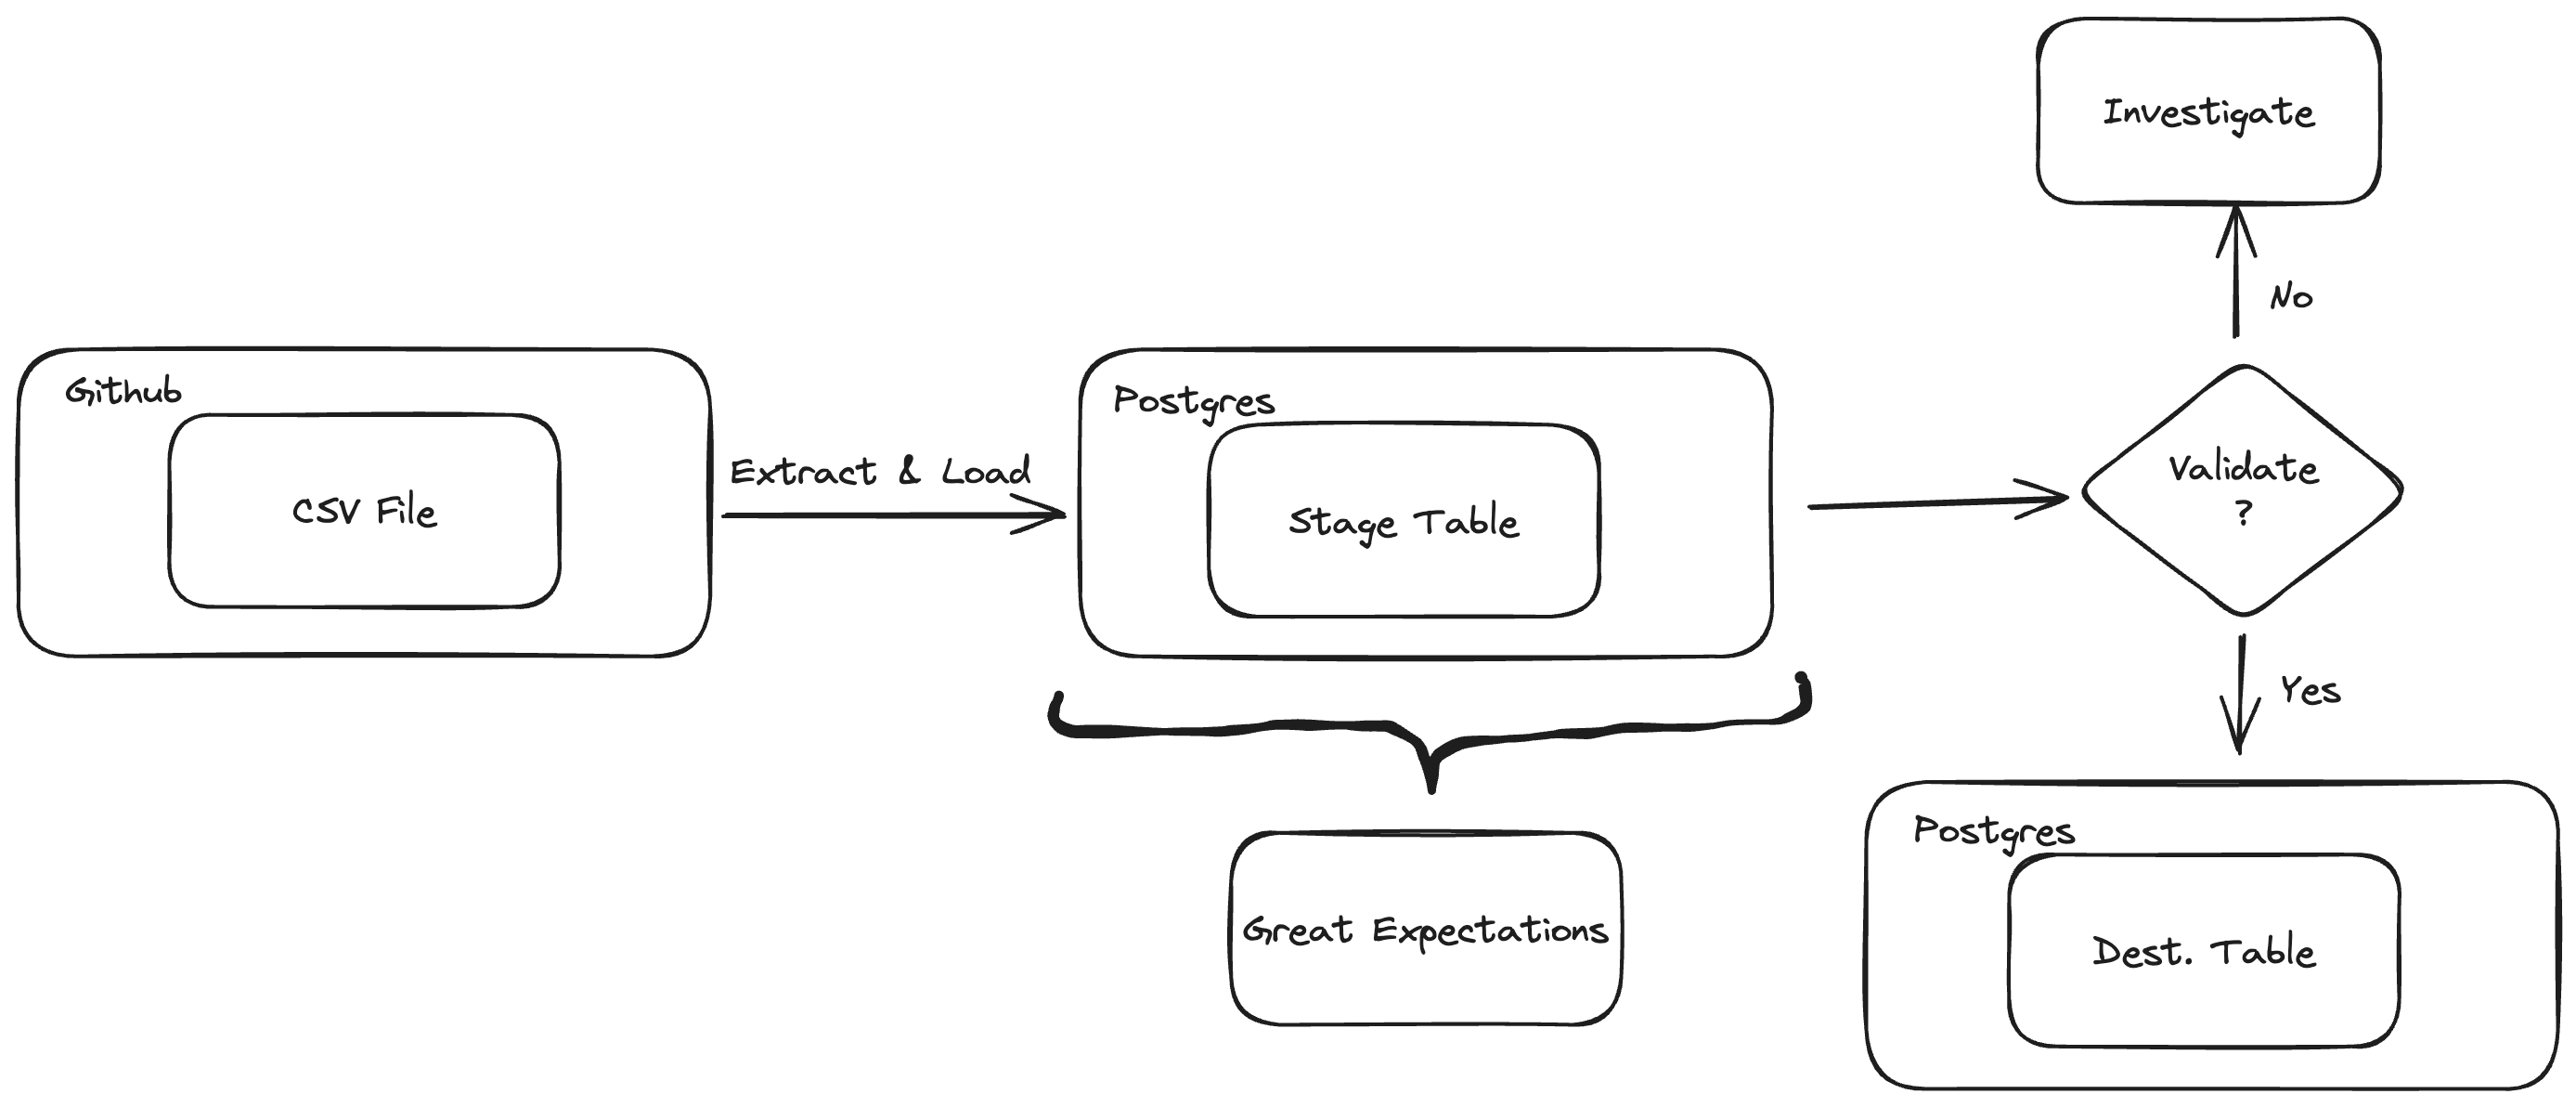 Investigate
No
Github
CSV File
Extract & Load
Postgres
Stage Table
Validate
?
Yes
Great Expectations
Postgres
Dest. Table